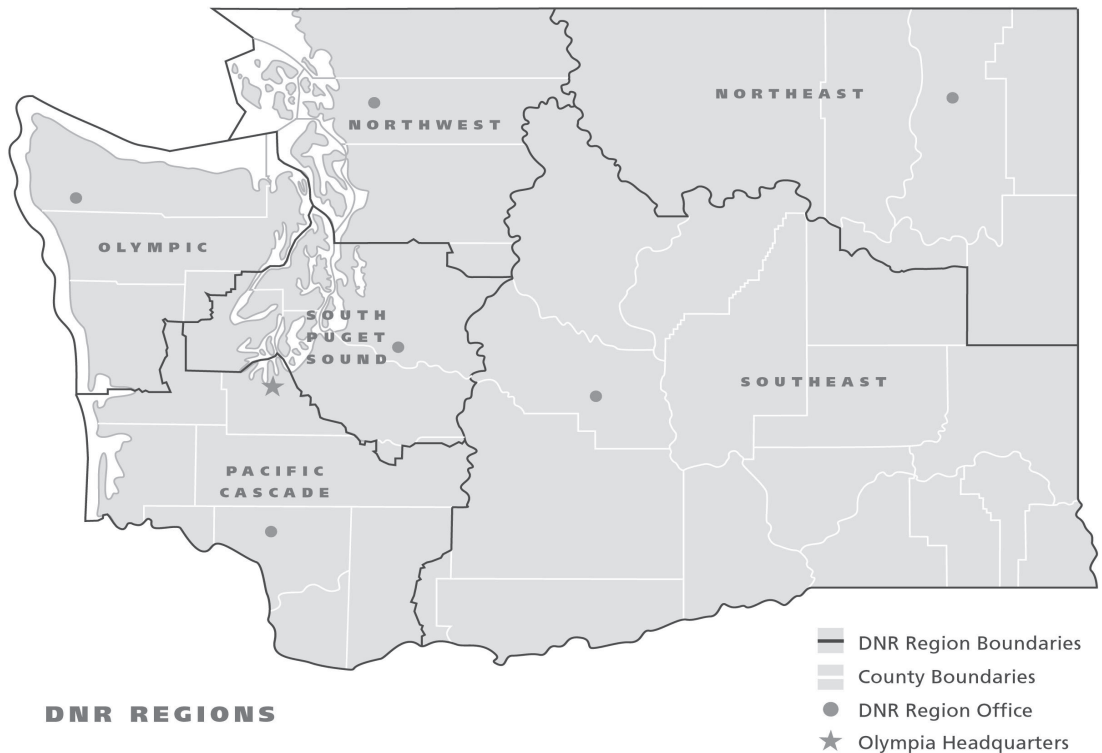 NORTHEAST
NORTHWEST
OLYMPIC
SOUTH
PUGET
SOUND
SOUTHEAST
PACIFIC
CASCADE
DNR Region Boundaries
County Boundaries
DNR Region Office
Olympia Headquarters
DNR REGIONS